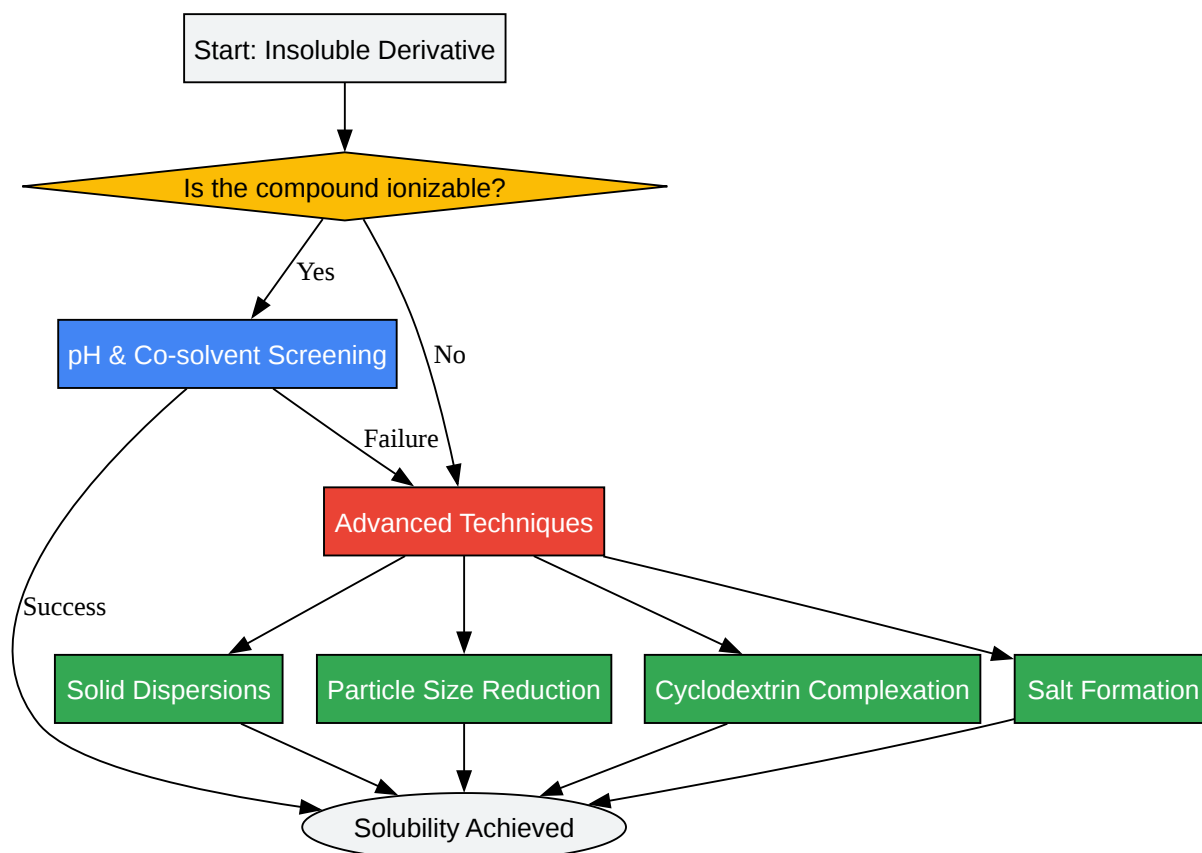 Start: Insoluble Derivative
Is the compound ionizable?
Yes
pH & Co-solvent Screening
No
Failure
Advanced Techniques
Success
Solid Dispersions
Particle Size Reduction
Cyclodextrin Complexation
Salt Formation
Solubility Achieved